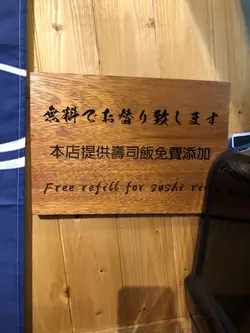 無料でお替り致します
本店提供壽司飯免費添加
Free refill for sushi rice